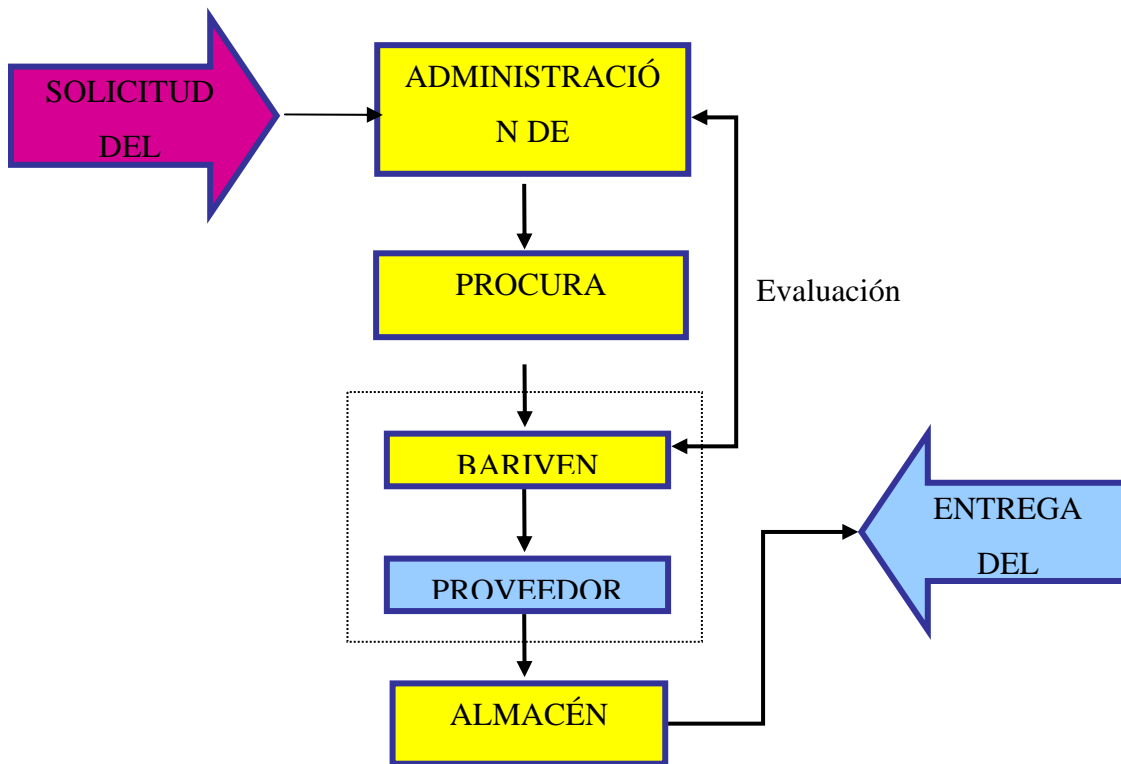 SOLICITUD
DEL
ADMINISTRACIÓ
N DE
PROCURA
Evaluación
BARIVEN
PROVEEDOR
ENTREGA
DEL
ALMACÉN